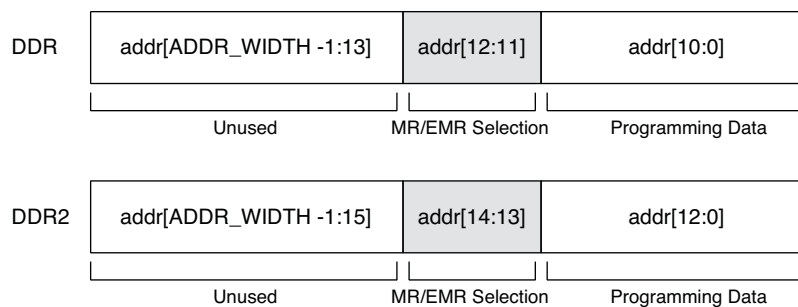 DDR addr[ADDR_WIDTH -1:13] addr[12:11] addr[10:0]
Unused MR/EMR Selection Programming Data
DDR2 addr[ADDR_WIDTH -1:15] addr[14:13] addr[12:0]
Unused MR/EMR Selection Programming Data